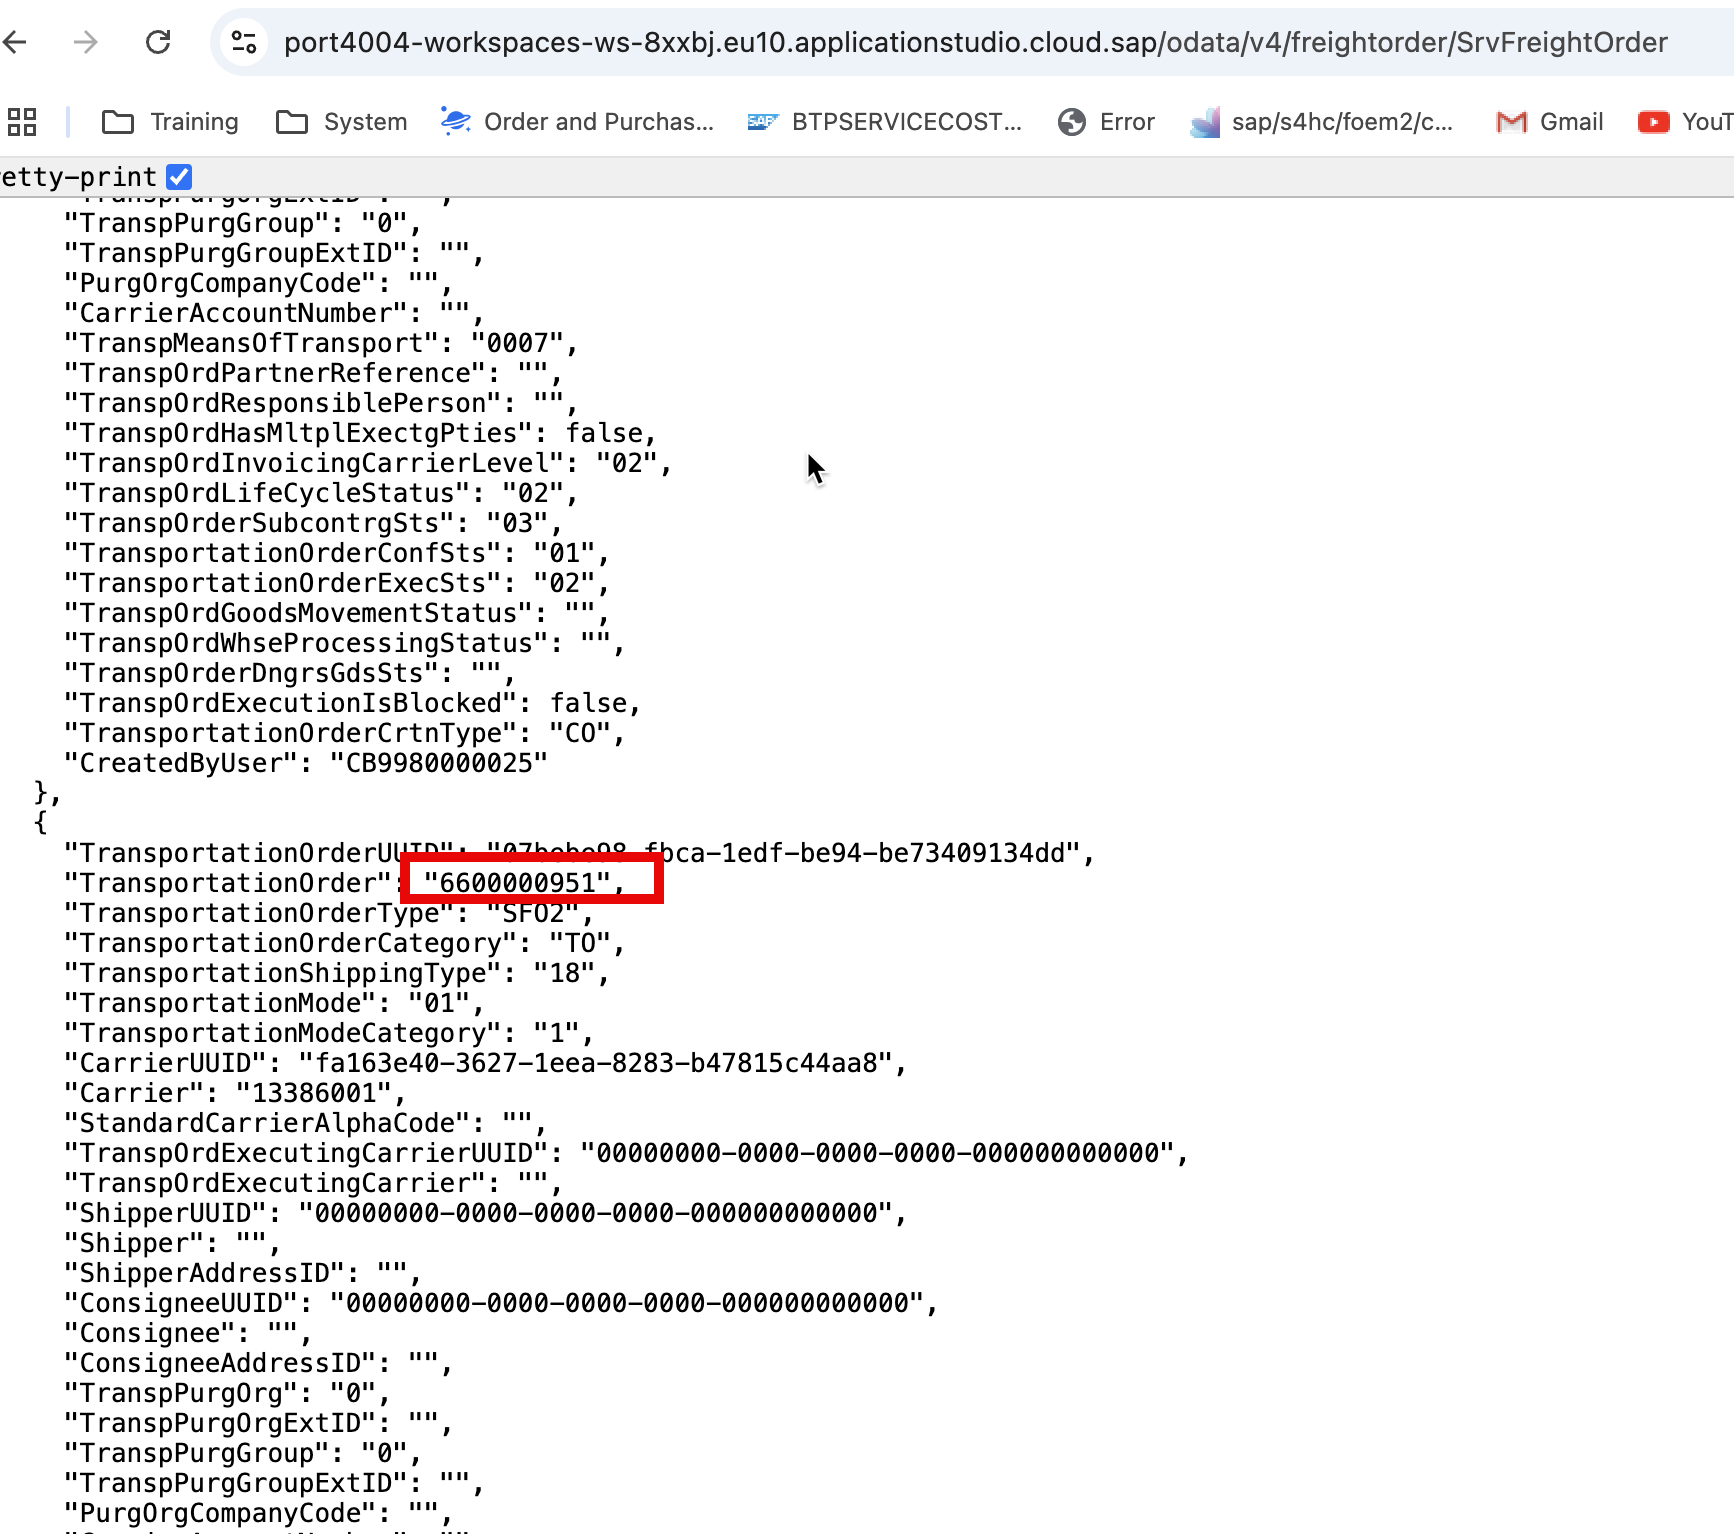 port4004-workspaces-ws-8xxbj.eu10.applicationstudio.cloud.sap/odata/v4/freightorder/SrvFreightOrder
Training System Order and Purchas... SAP BTPSERVICECOST... Error sap/s4hc/foem2/c... Gmail YouT
etty-print
"TranspPurgOrgExtID": "",
"TranspPurgGroup": "0",
"TranspPurgGroupExtID": "",
"PurgOrgCompanyCode": "",
"CarrierAccountNumber": "",
"TranspMeansOfTransport": "0007",
"TranspOrdPartnerReference": "",
"TranspOrdResponsiblePerson": "",
"TranspOrdHasMltplExectgPties": false,
"TranspOrdInvoicingCarrierLevel": "02",
"TranspOrdLifeCycleStatus": "02",
"TranspOrderSubcontrgSts": "03",
"TransportationOrderConfSts": "01",
"TransportationOrderExecSts": "02",
"TranspOrdGoodsMovementStatus": "",
"TranspOrdWhseProcessingStatus": "",
"TranspOrderDngrsGdsSts": "",
"TranspOrdExecutionIsBlocked": false,
"TransportationOrderCrtnType": "CO",
"CreatedByUser": "CB9980000025"
},
{
"TransportationOrderUUID": fbca-1edf-be94-be73409134dd",
"TransportationOrder": "6600000951",
"TransportationOrderType": "SFO2",
"TransportationOrderCategory": "TO",
"TransportationShippingType": "18",
"TransportationMode": "01",
"TransportationModeCategory": "1",
"CarrierUUID": "fa163e40-3627-1eea-8283-b47815c44aa8",
"Carrier": "13386001",
"StandardCarrierAlphaCode": "",
"TranspOrdExecutingCarrierUUID": "00000000-0000-0000-0000-000000000000",
"TranspOrdExecutingCarrier": "",
"ShipperUUID": "00000000-0000-0000-0000-000000000000",
"Shipper": "",
"ShipperAddressID": "",
"ConsigneeUUID": "00000000-0000-0000-0000-000000000000",
"Consignee": "",
"ConsigneeAddressID": "",
"TranspPurgOrg": "0",
"TranspPurgOrgExtID": "",
"TranspPurgGroup": "0",
"TranspPurgGroupExtID": "",
"PurgOrgCompanyCode": "",